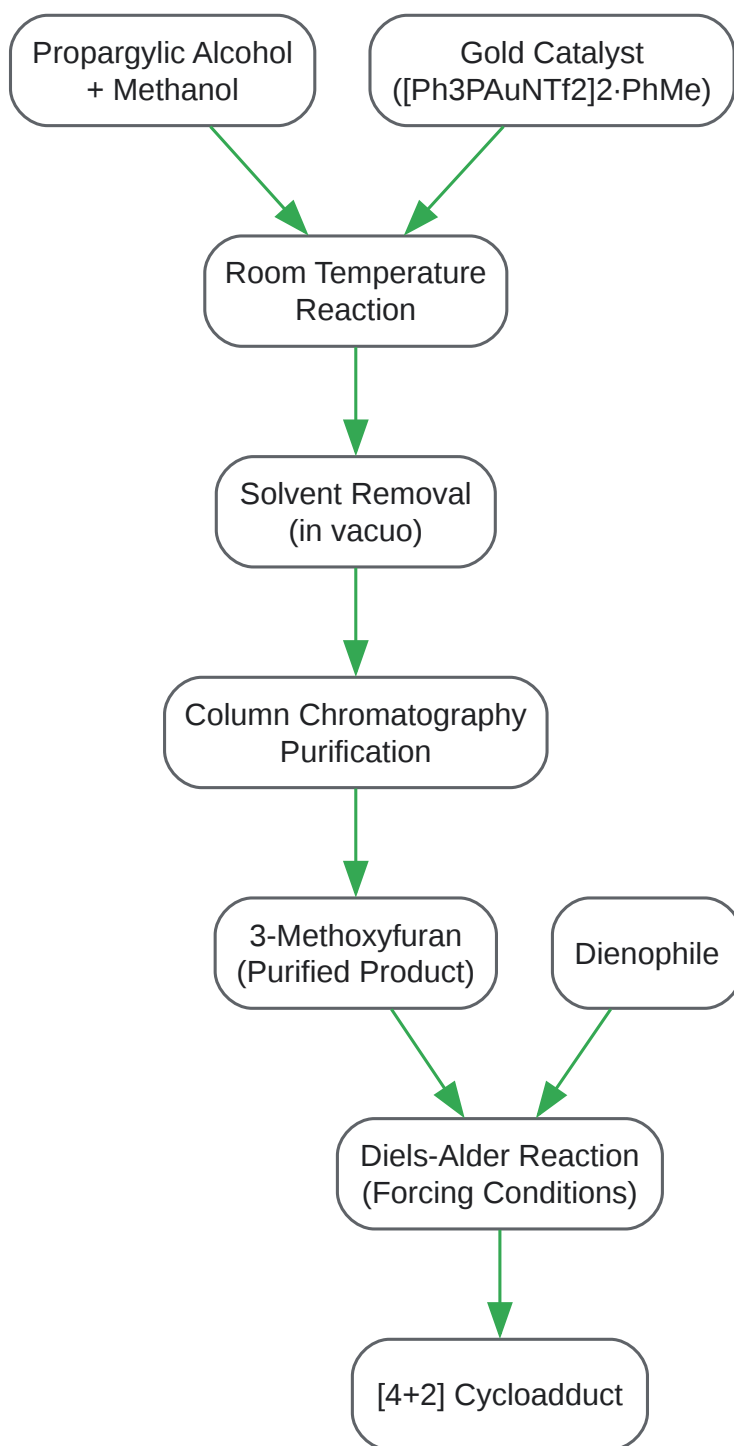 Propargylic Alcohol
+ Methanol
Gold Catalyst
([Ph3PAuNTf2]2·PhMe)
Room Temperature
Reaction
Solvent Removal
(in vacuo)
Column Chromatography
Purification
3-Methoxyfuran
(Purified Product)
Dienophile
Diels-Alder Reaction
(Forcing Conditions)
[4+2] Cycloadduct